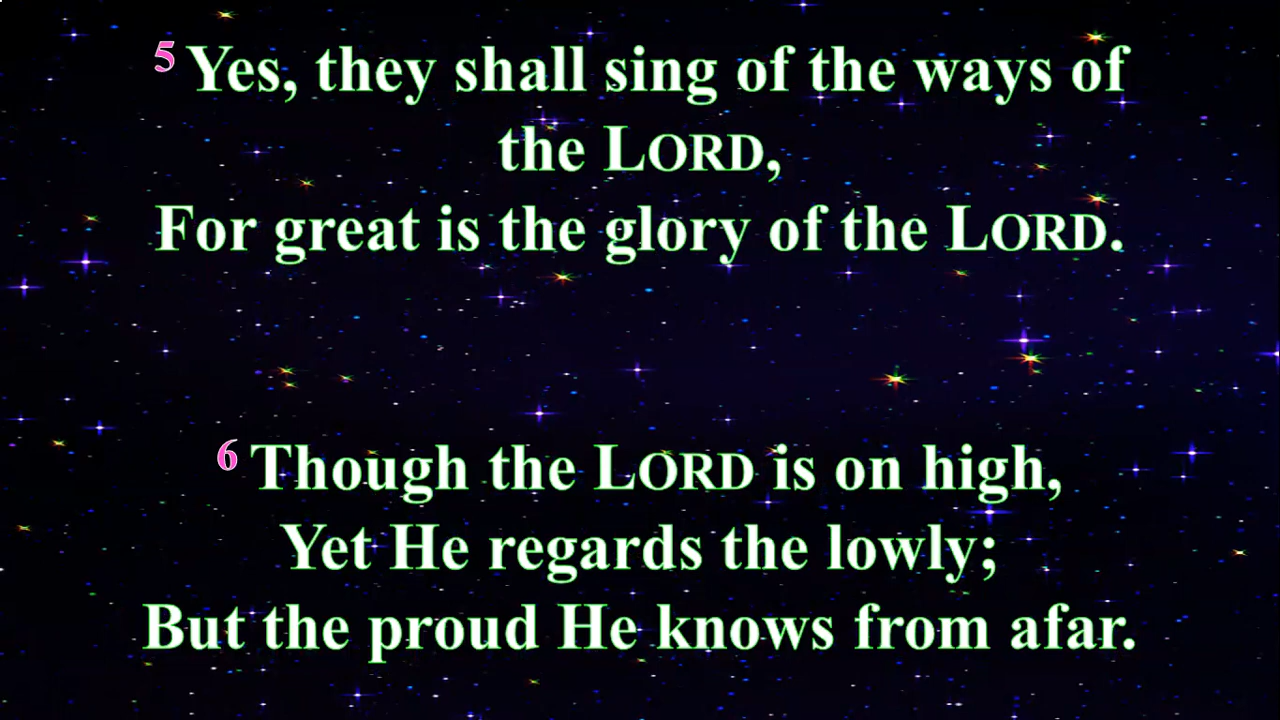 5 Yes, they shall sing of the ways of
the LORD,
For great is the glory of the LORD.
6 Though the LORD is on high,
Yet He regards the lowly;
But the proud He knows from afar.